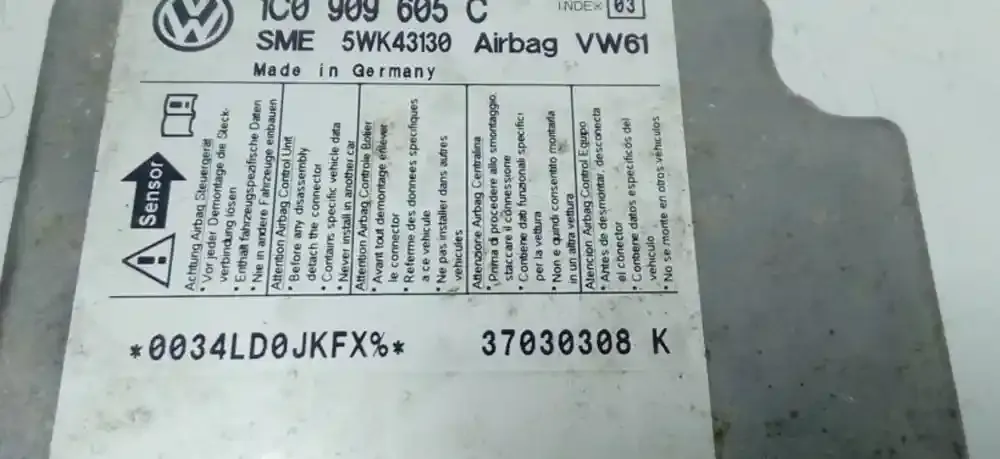 1C0 909 605 C
INDEX 03
SME 5WK43130 Airbag VW61
Made in Germany
Sensor
Achtung Airbag Steuergerät
• Vor jeder Demontage die Steck-
verbindung lösen
• Enthält fahrzeugspezifische Daten
• Nie in andere Fahrzeuge einbauen
Attention Airbag Control Unit
• Before any disassembly
detach the connector
• Contains specific vehicle data
• Never install in another car
Attention Airbag Controle Boitier
• Avant tout demontage enlever
le connector
• Referme des donnees specifiques
a ce vehicule
• Ne pas installer dans autres
vehicules
Attenzione Airbag Centralina
• Prima di procedere allo smontaggio.
staccare il connessione
• Contiene dati funzionali specifici
per la vettura
• Non e quindi consentito montarla
in un altra vettura
Atencion Airbag Control Equipo
• Antes de desmontar, desconecta
el conector
• Contiene datos especificos del
vehiculo
• No se monte en otros vehiculos
*0034LD0JKFX%* 37030308 K